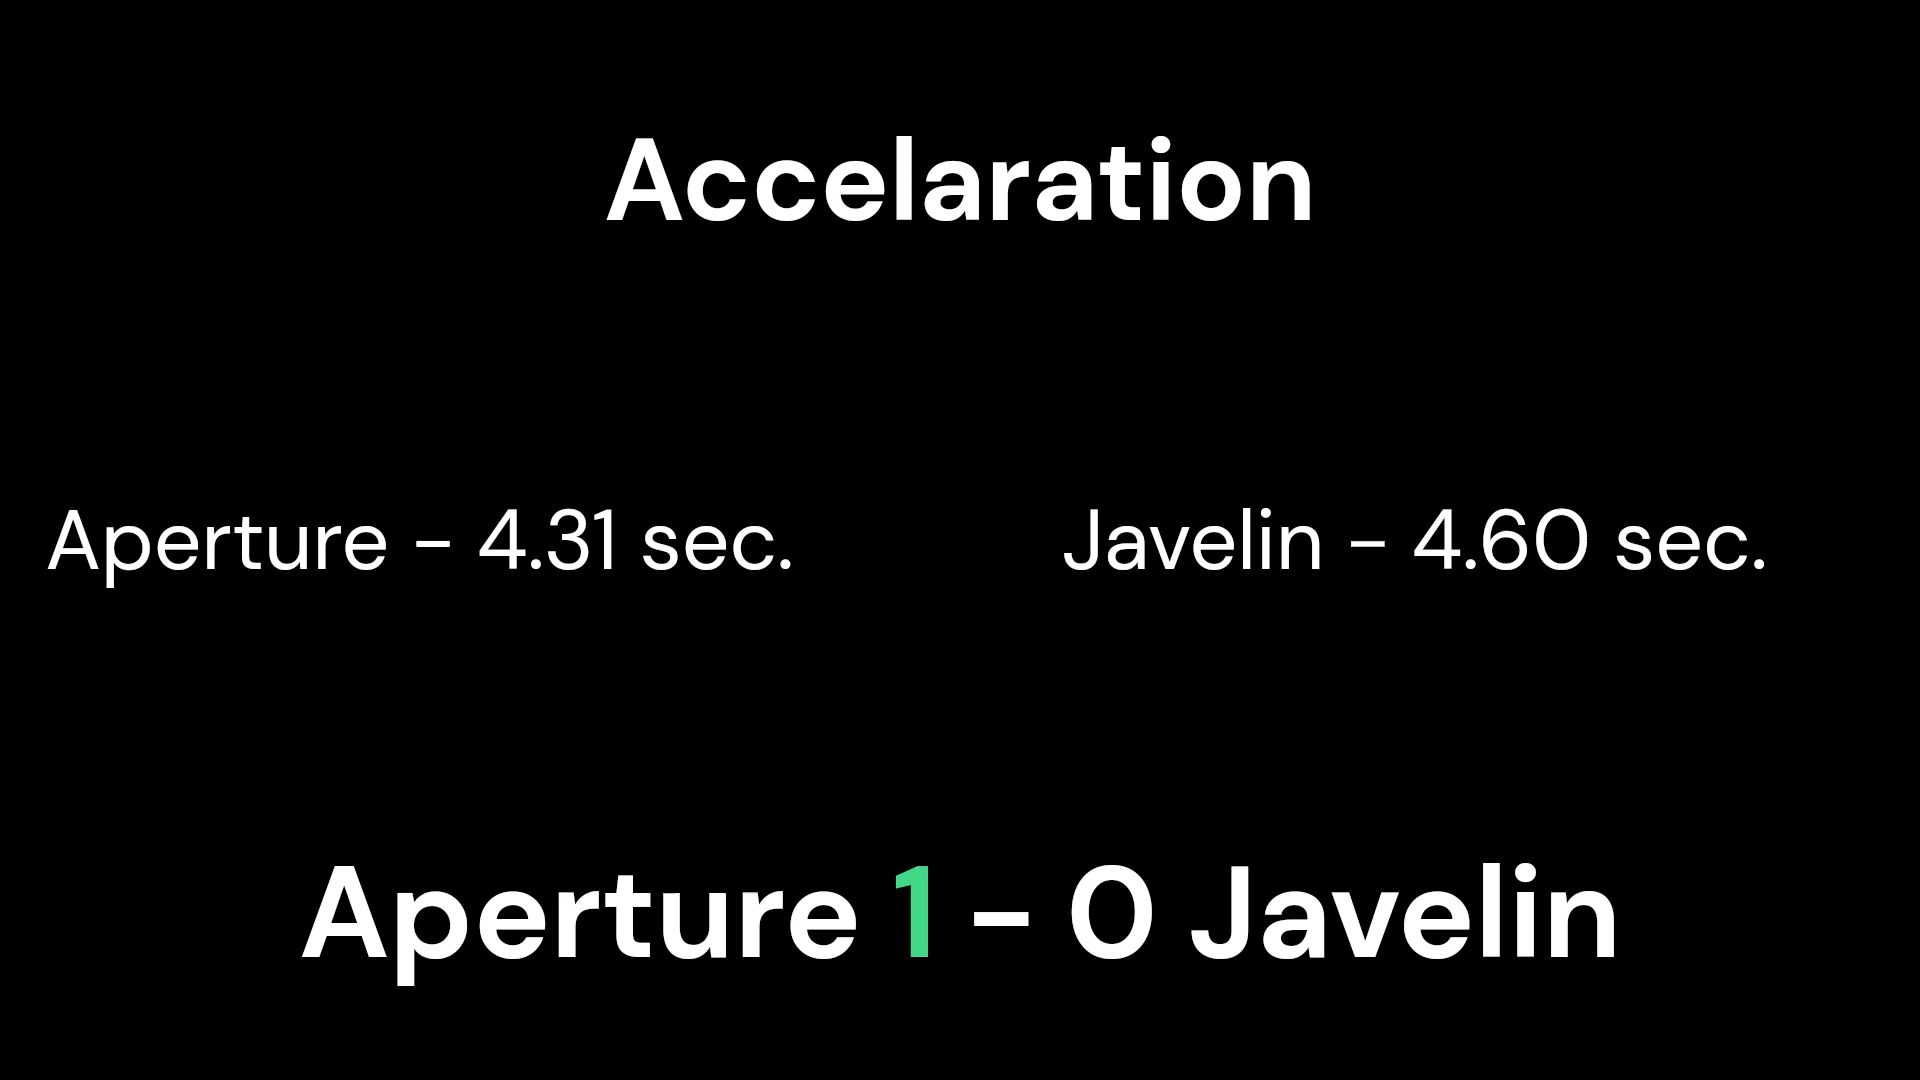 Accelaration
Aperture - 4.31 sec. Javelin - 4.60 sec.
Aperture 1 - 0 Javelin